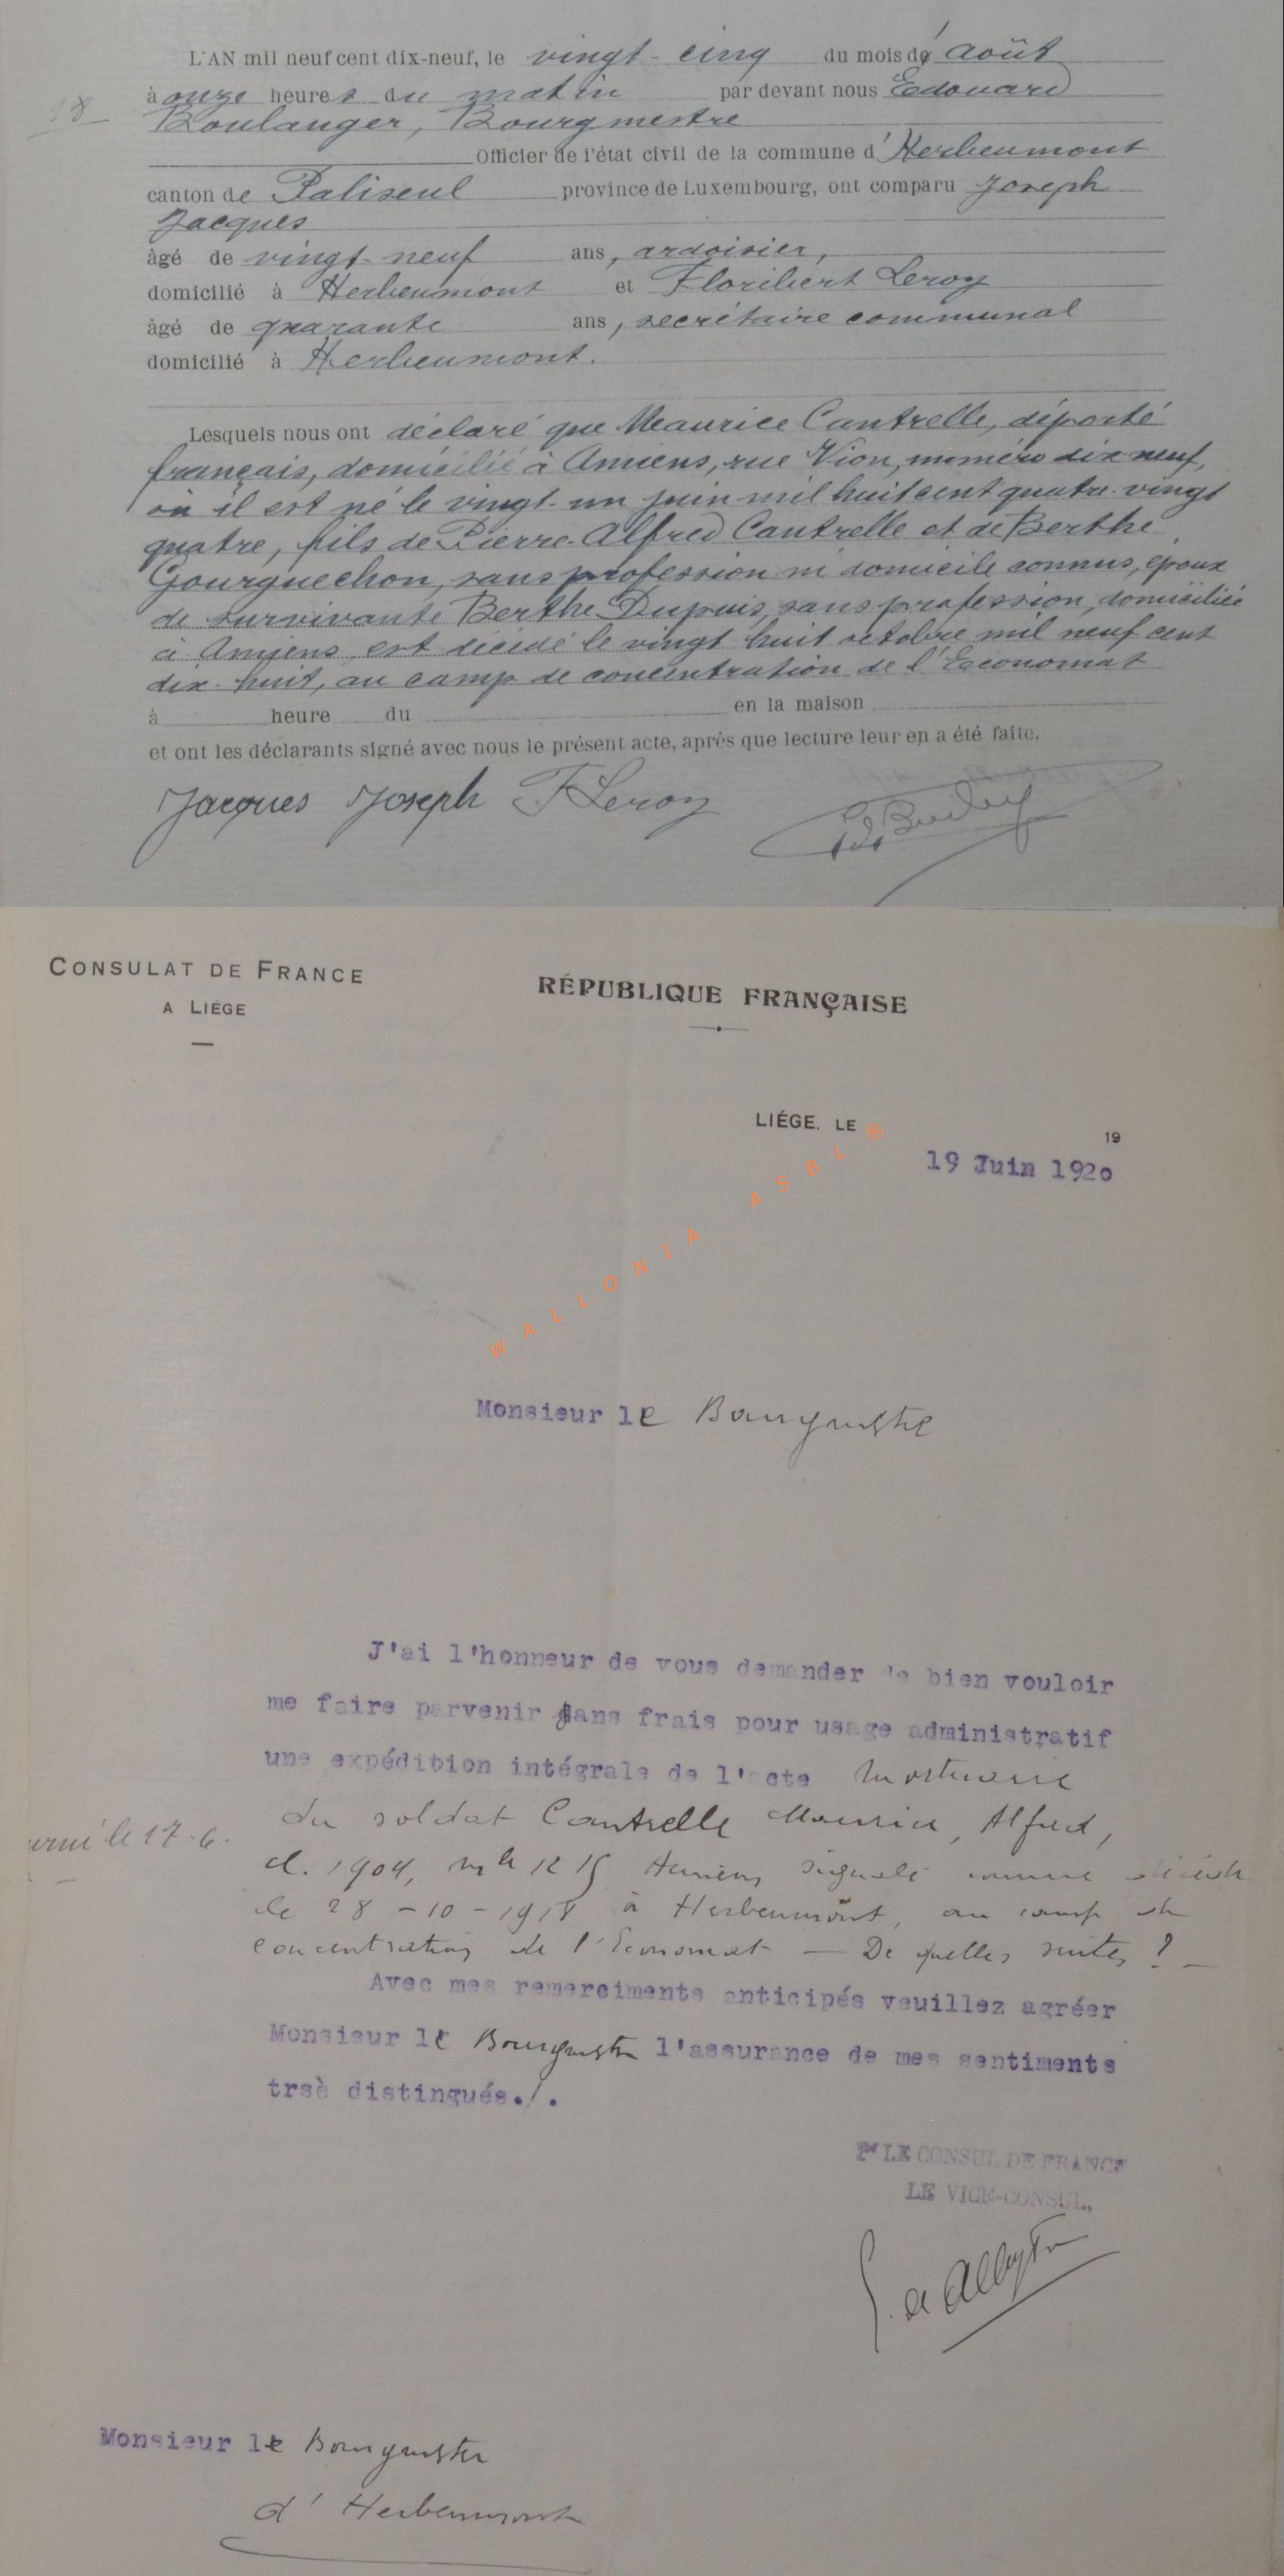 L'AN mil neuf cent dix-neuf, le vingt-cinq du mois de août
à onze heures du matin par devant nous Edouard
18
Boulanger, Bourgmestre
Officier de l'état civil de la commune d'Herbeumont
canton de Paliseul province de Luxembourg, ont comparu Joseph
Jacques
âgé de vingt-neuf ans, ardoisier,
domicilié à Herbeumont et Floribert Leroy
âgé de quarante ans, secrétaire communal
domicilié à Herbeumont.
Lesquels nous ont déclaré que Maurice Cantrelle, déporté
français, domicilié à Amiens, rue Vion, numéro dix neuf,
où il est né le vingt-un juin mil huit cent quatre-vingt
quatre, fils de Pierre-Alfred Cantrelle et de Berthe
Gourguechon, sans profession ni domicile connus, époux
de survivante Berthe Dupuis, sans profession, domiciliée
à Amiens, est décédé le vingt-huit octobre mil neuf cent
dix-huit, au camp de concentration de l'Economat
à heure du en la maison
et ont les déclarants signé avec nous le présent acte, après que lecture leur en a été faite.
Jacques Joseph F Leroy
CONSULAT DE FRANCE
A LIÉGE
RÉPUBLIQUE FRANÇAISE
LIÉGE, LE 19
19 Juin 1920
WALLONIA ASBL ®
Monsieur le Bourgmestre
J'ai l'honneur de vous demander de bien vouloir
me faire parvenir sans frais pour usage administratif
une expédition intégrale de l'acte mortuaire
du soldat Cantrelle Maurice, Alfred,
cl. 1904, mle 1215 Amiens signalé comme décédé
le 28-10-1918 à Herbeumont, au camp de
concentration de l'Economat — De quelles suites ? —
le 17.6.
Avec mes remerciments anticipés veuillez agréer
Monsieur le Bourgmestre l'assurance de mes sentiments
trsè distingués./.
Pr LE CONSUL DE FRANCE
LE VICE-CONSUL,
Monsieur le Bourgmestre
d'Herbeumont